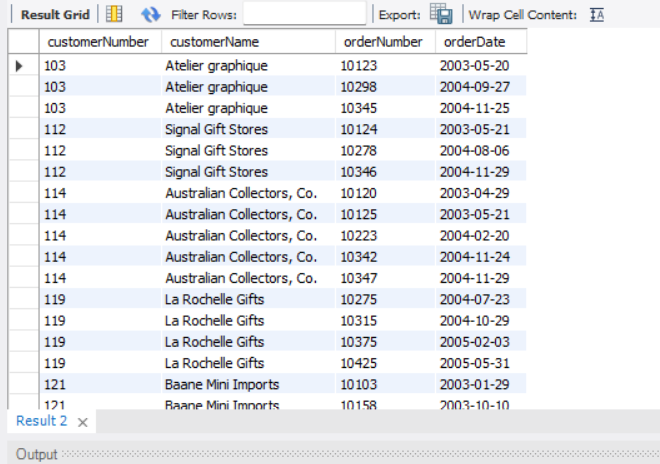 Result Grid Filter Rows: Export: Wrap Cell Content: IA
customerNumber customerName orderNumber orderDate
103 Atelier graphique 10123 2003-05-20
103 Atelier graphique 10298 2004-09-27
103 Atelier graphique 10345 2004-11-25
112 Signal Gift Stores 10124 2003-05-21
112 Signal Gift Stores 10278 2004-08-06
112 Signal Gift Stores 10346 2004-11-29
114 Australian Collectors, Co. 10120 2003-04-29
114 Australian Collectors, Co. 10125 2003-05-21
114 Australian Collectors, Co. 10223 2004-02-20
114 Australian Collectors, Co. 10342 2004-11-24
114 Australian Collectors, Co. 10347 2004-11-29
119 La Rochelle Gifts 10275 2004-07-23
119 La Rochelle Gifts 10315 2004-10-29
119 La Rochelle Gifts 10375 2005-02-03
119 La Rochelle Gifts 10425 2005-05-31
121 Baane Mini Imports 10103 2003-01-29
121 Baane Mini Imports 10158 2003-10-10
Result 2
Output